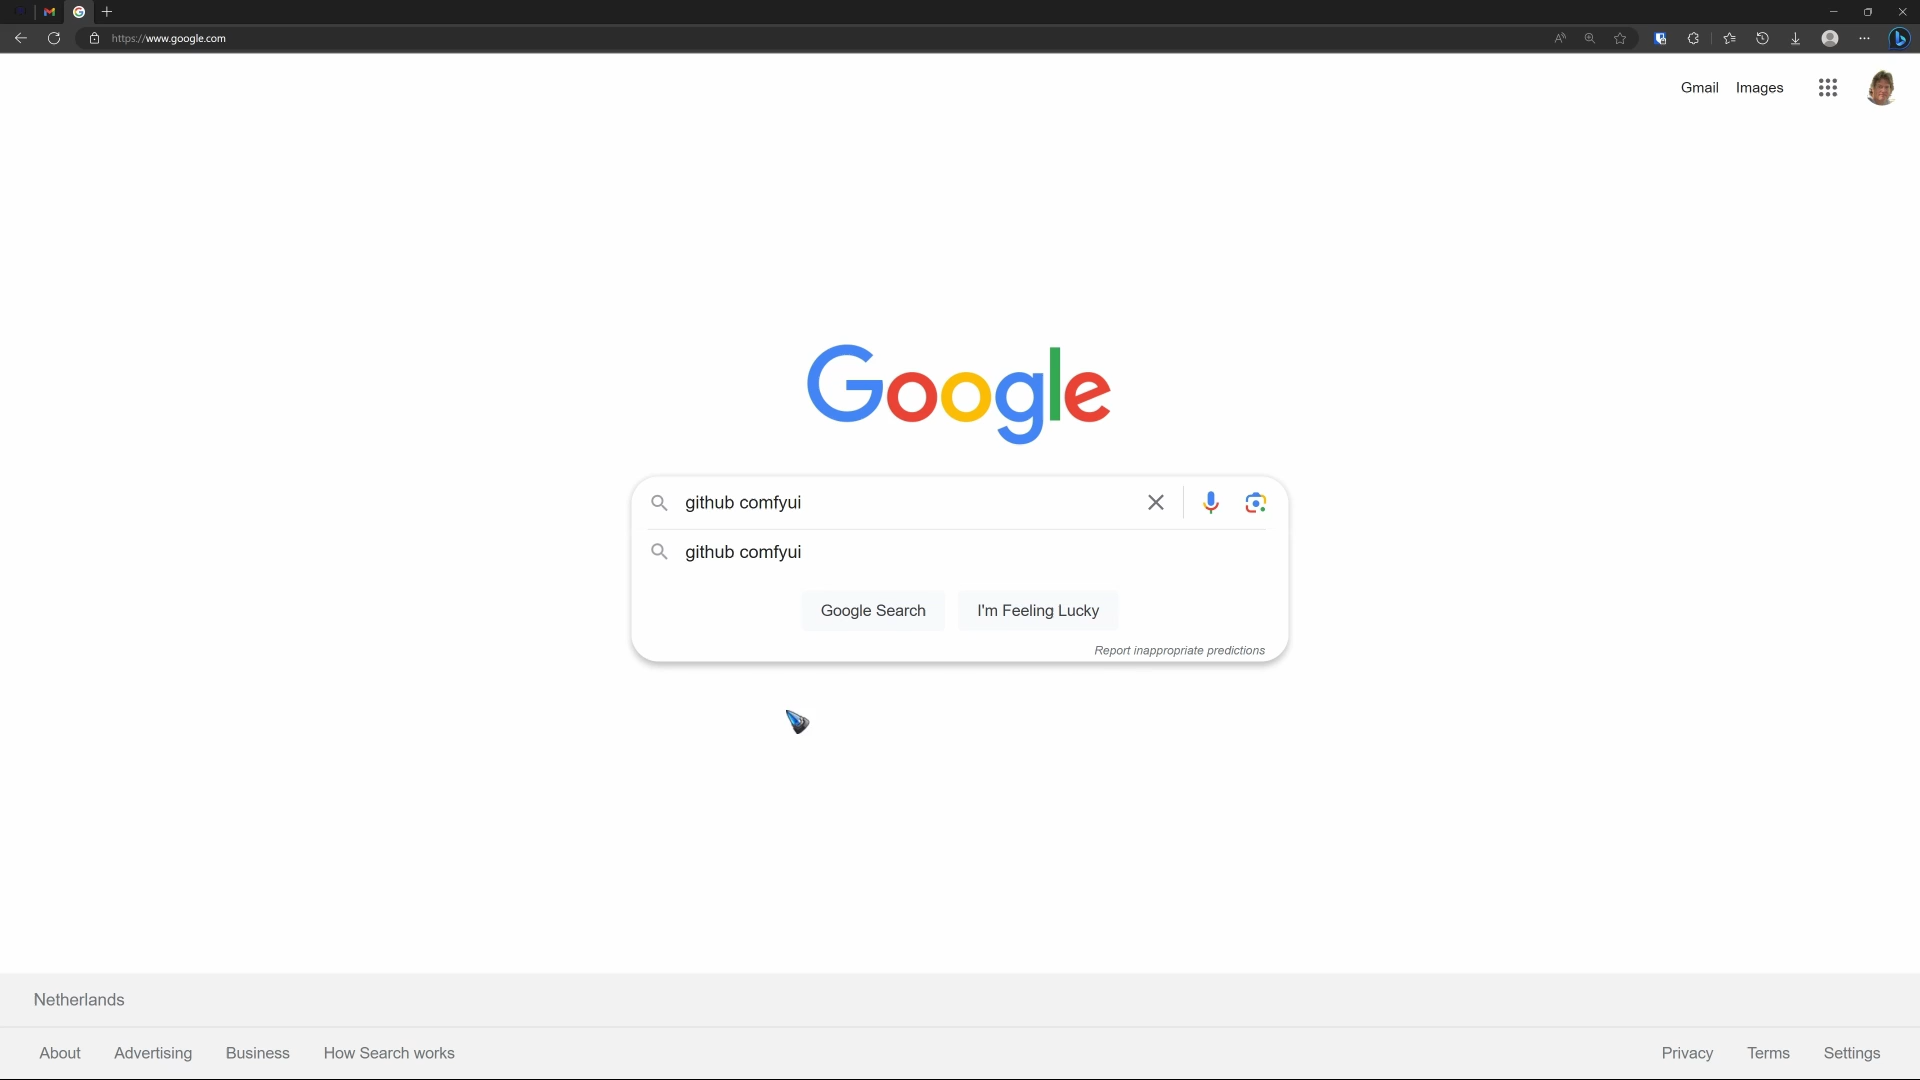 https://www.google.com
Gmail Images
Google
github comfyui
github comfyui
Google Search I'm Feeling Lucky
Report inappropriate predictions
Netherlands
About Advertising Business How Search works Privacy Terms Settings